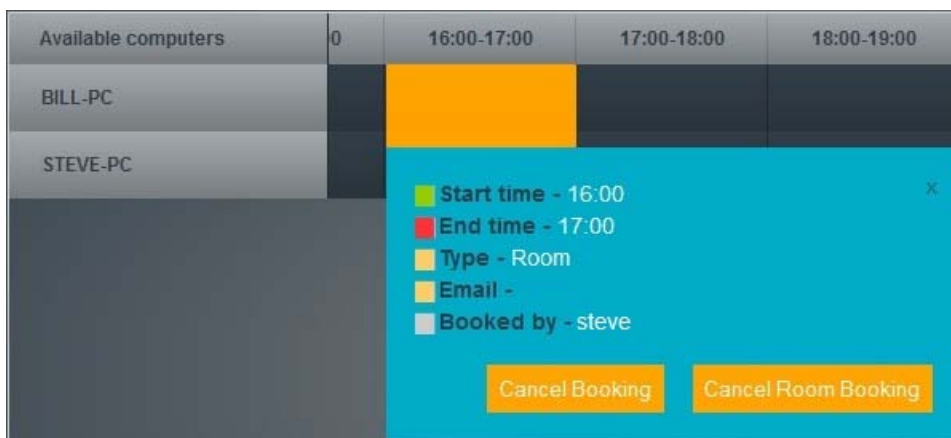 Available computers 0 16:00-17:00 17:00-18:00 18:00-19:00
BILL-PC
STEVE-PC
x
Start time - 16:00
End time - 17:00
Type - Room
Email -
Booked by - steve
Cancel Booking Cancel Room Booking